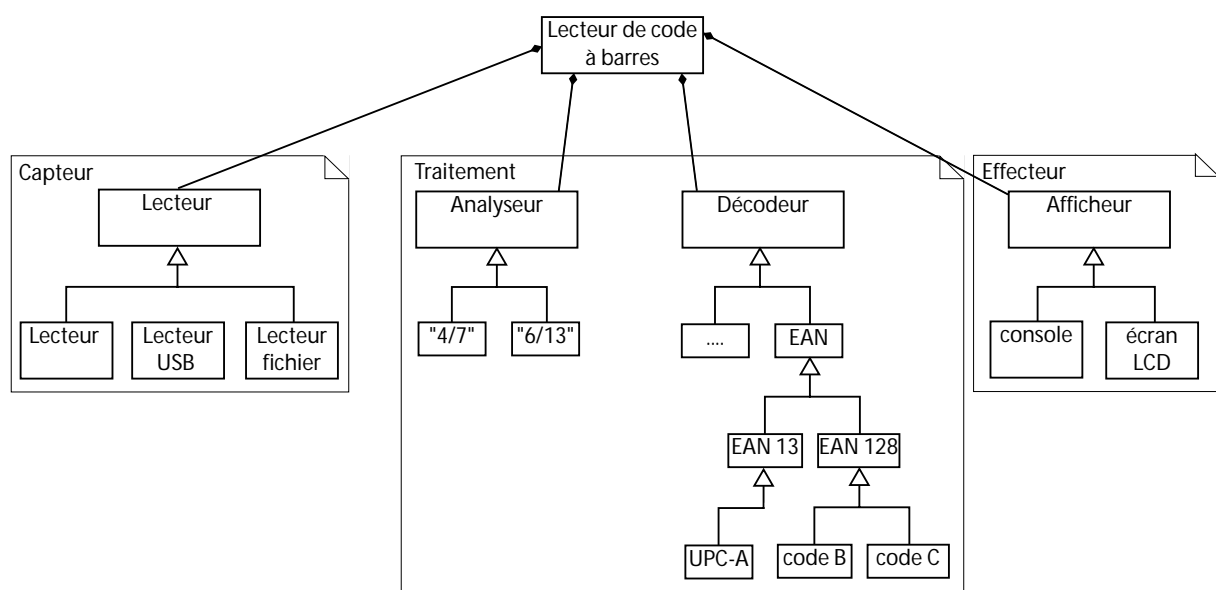 Lecteur de code
à barres
Capteur
Lecteur
Lecteur
Lecteur
USB
Lecteur
fichier
Traitement
Analyseur
"4/7"
"6/13"
Décodeur
....
EAN
EAN 13
EAN 128
UPC-A
code B
code C
Effecteur
Afficheur
console
écran
LCD